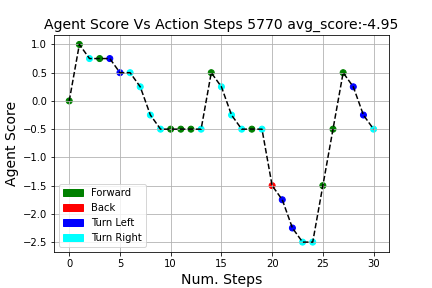 Agent Score Vs Action Steps 5770 avg_score:-4.95
Agent Score
1.0
0.5
0.0
−0.5
−1.0
−1.5
−2.0
−2.5
Forward
Back
Turn Left
Turn Right
0 5 10 15 20 25 30
Num. Steps